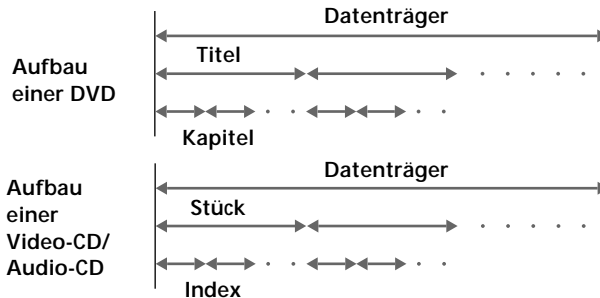 Datenträger
Titel
Aufbau
einer DVD
Kapitel
Datenträger
Aufbau
einer
Video-CD/
Audio-CD
Stück
Index